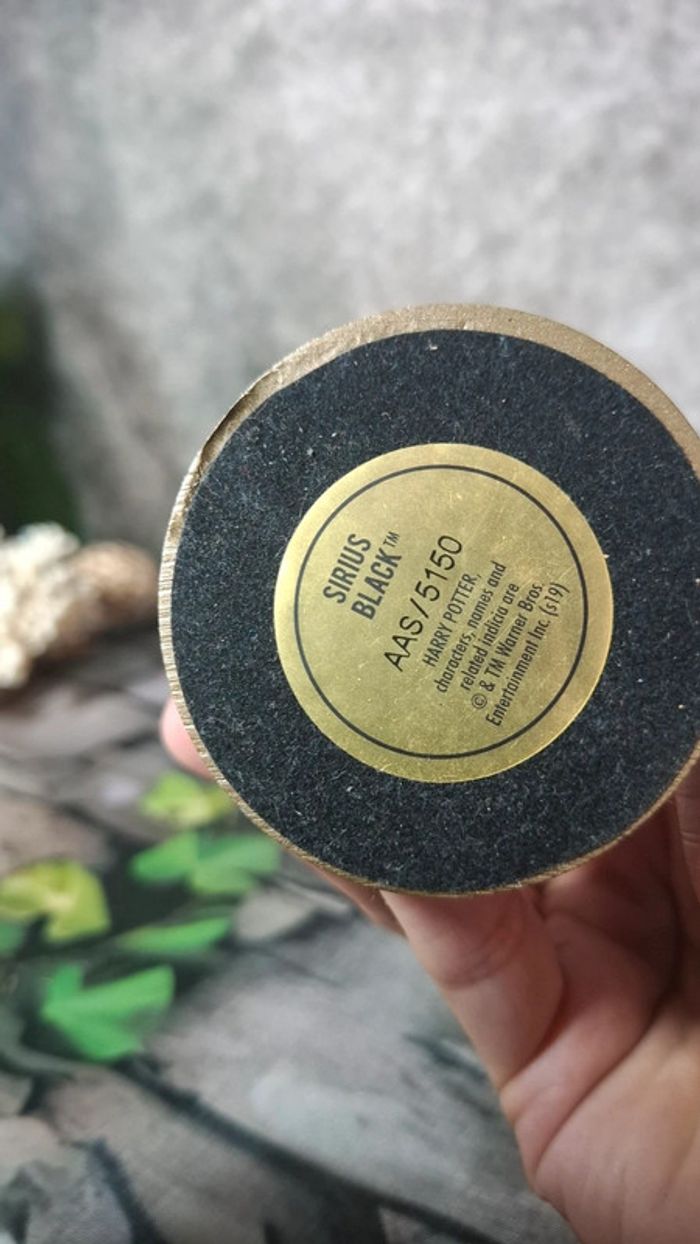 SIRIUS
BLACK™
AAS/5150
HARRY POTTER,
characters, names and
related indicia are
© & TM Warner Bros.
Entertainment Inc. (s19)